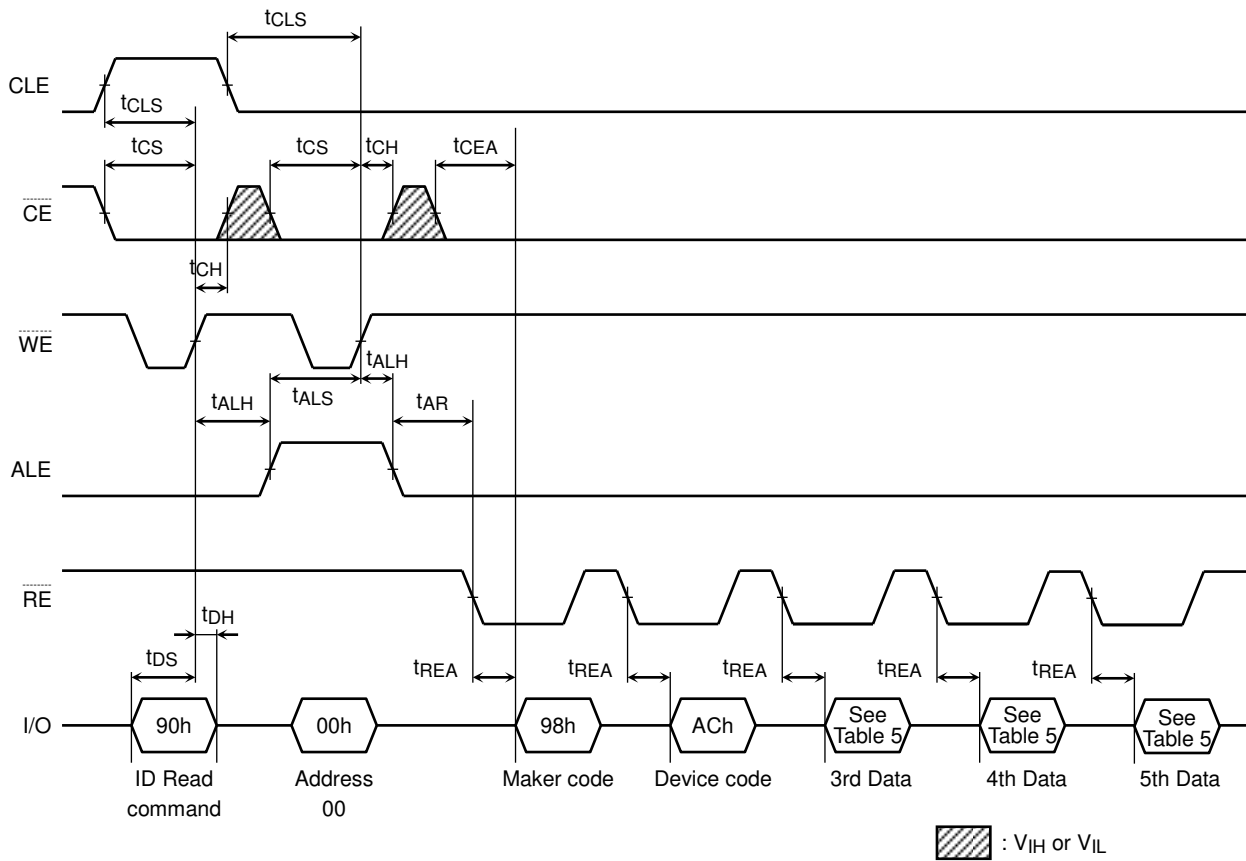 tCLS
CLE
tCLS
tCS
tCS
tCH
tCEA
CE
tCH
WE
tALH
tALH
tALS
tAR
ALE
RE
tDH
tDS
tREA
tREA
tREA
tREA
tREA
I/O
90h
00h
98h
ACh
See
Table 5
See
Table 5
See
Table 5
ID Read
command
Address
00
Maker code
Device code
3rd Data
4th Data
5th Data
: VIH or VIL